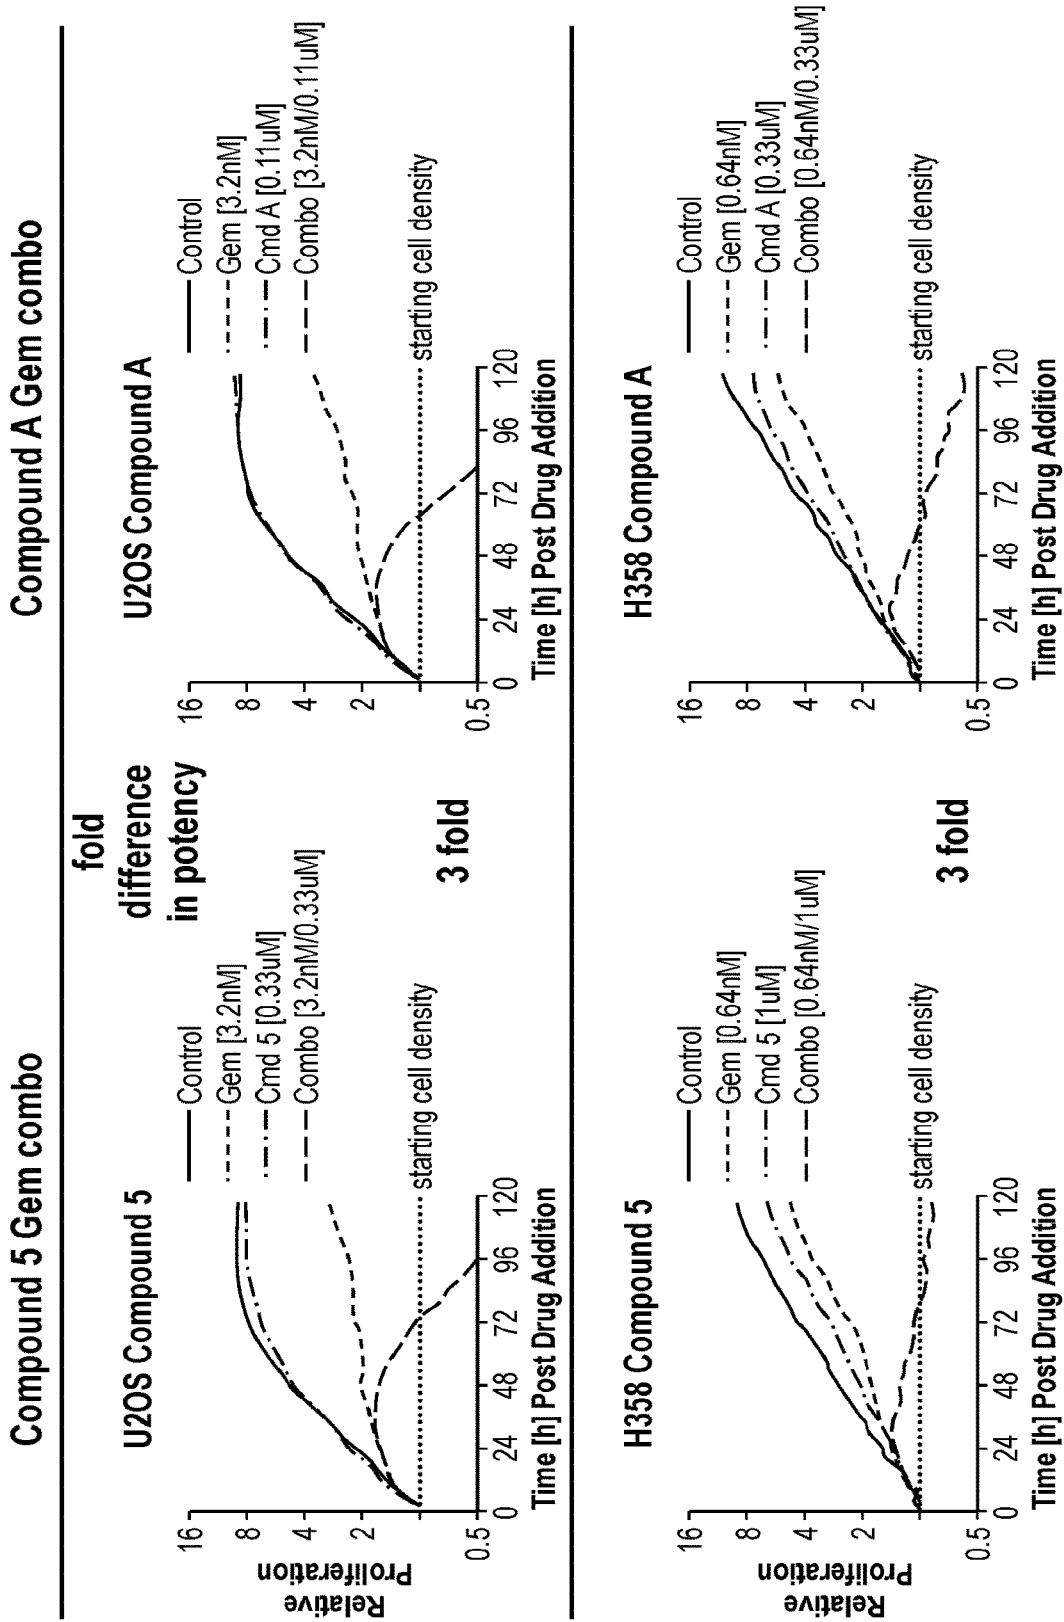 Compound 5 Gem combo
Compound A Gem combo
fold
difference
in potency
U2OS Compound 5
Control
Gem [3.2nM]
Cmd 5 [0.33uM]
Combo [3.2nM/0.33uM]
starting cell density
Relative
Proliferation
16
8
4
2
0.5
0
24
48
72
96
120
Time [h] Post Drug Addition
3 fold
U2OS Compound A
Control
Gem [3.2nM]
Cmd A [0.11uM]
Combo [3.2nM/0.11uM]
starting cell density
16
8
4
2
0.5
0
24
48
72
96
120
Time [h] Post Drug Addition
H358 Compound 5
Control
Gem [0.64nM]
Cmd 5 [1uM]
Combo [0.64nM/1uM]
starting cell density
Relative
Proliferation
16
8
4
2
0.5
0
24
48
72
96
120
Time [h] Post Drug Addition
3 fold
H358 Compound A
Control
Gem [0.64nM]
Cmd A [0.33uM]
Combo [0.64nM/0.33uM]
starting cell density
16
8
4
2
0.5
0
24
48
72
96
120
Time [h] Post Drug Addition